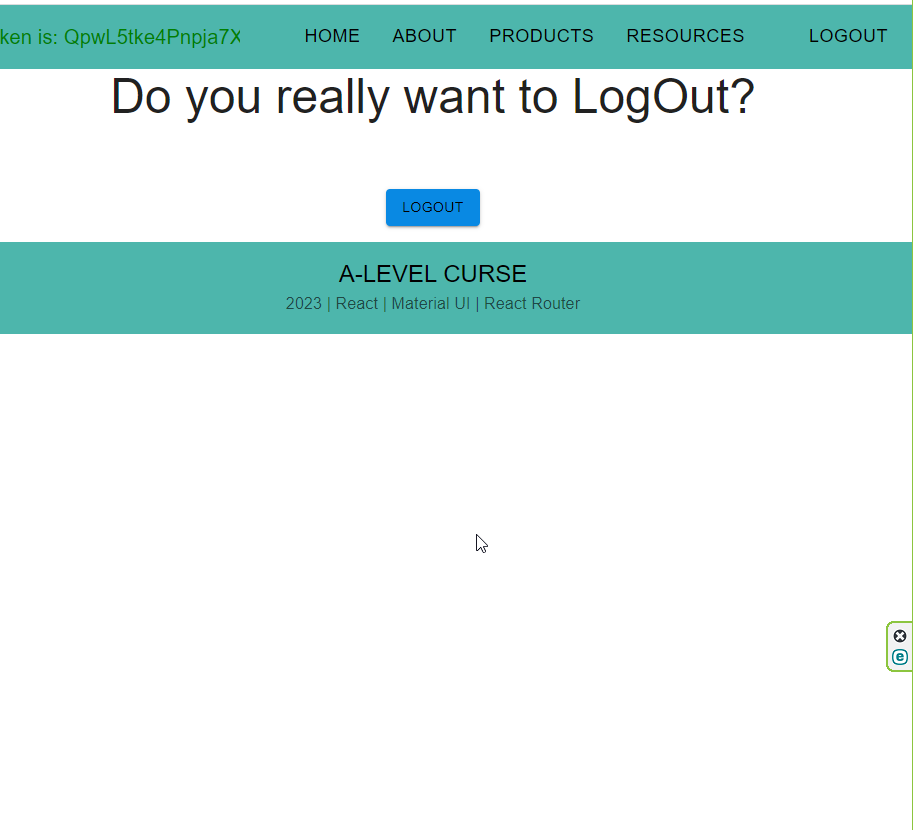 ken is: QpwL5tke4Pnpja7X HOME ABOUT PRODUCTS RESOURCES LOGOUT
Do you really want to LogOut?
LOGOUT
A-LEVEL CURSE
2023 | React | Material UI | React Router
e